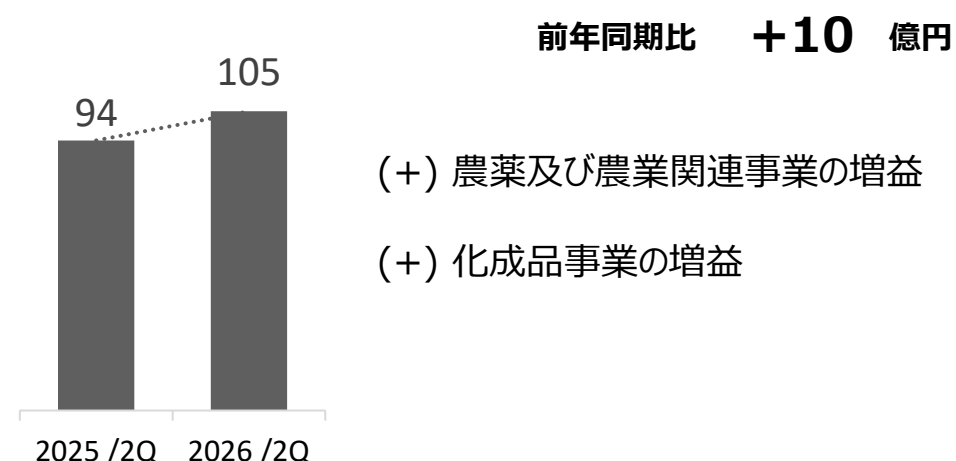 前年同期比 +10 億円
105
94
(+) 農薬及び農業関連事業の増益
(+) 化成品事業の増益
2025 /2Q 2026 /2Q